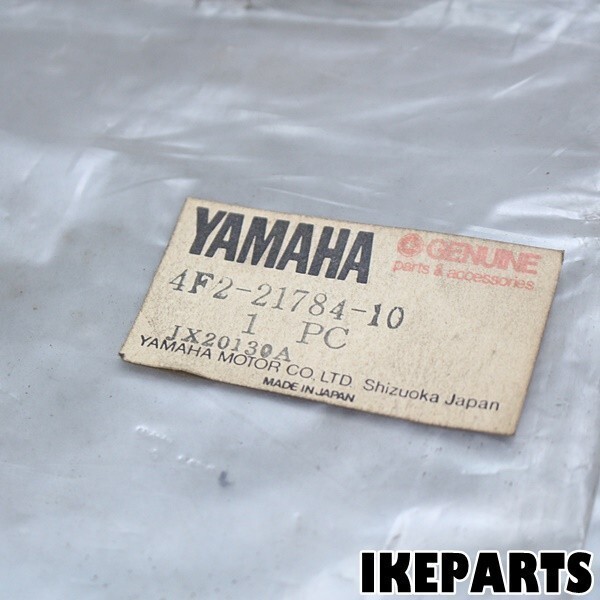 YAMAHA
GENUINE
parts & accessories
4F2-21784-10
1 PC
JX20130A
YAMAHA MOTOR CO., LTD. Shizuoka Japan
MADE IN JAPAN
IKEPARTS